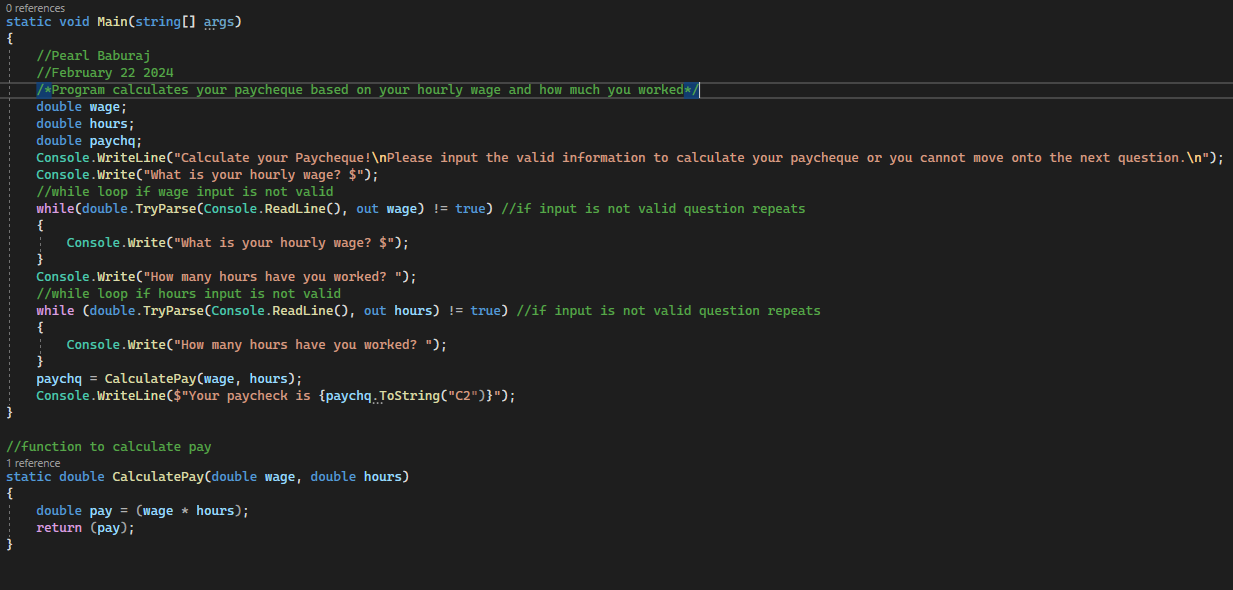 0 references
static void Main(string[] args)
{
//Pearl Baburaj
//February 22 2024
/*Program calculates your paycheque based on your hourly wage and how much you worked*/
double wage;
double hours;
double paychq;
Console.WriteLine("Calculate your Paycheque!\nPlease input the valid information to calculate your paycheque or you cannot move onto the next question.\n");
Console.Write("What is your hourly wage? $");
//while loop if wage input is not valid
while(double.TryParse(Console.ReadLine(), out wage) != true) //if input is not valid question repeats
{
Console.Write("What is your hourly wage? $");
}
Console.Write("How many hours have you worked? ");
//while loop if hours input is not valid
while (double.TryParse(Console.ReadLine(), out hours) != true) //if input is not valid question repeats
{
Console.Write("How many hours have you worked? ");
}
paychq = CalculatePay(wage, hours);
Console.WriteLine($"Your paycheck is {paychq.ToString("C2")}");
}
//function to calculate pay
1 reference
static double CalculatePay(double wage, double hours)
{
double pay = (wage * hours);
return (pay);
}